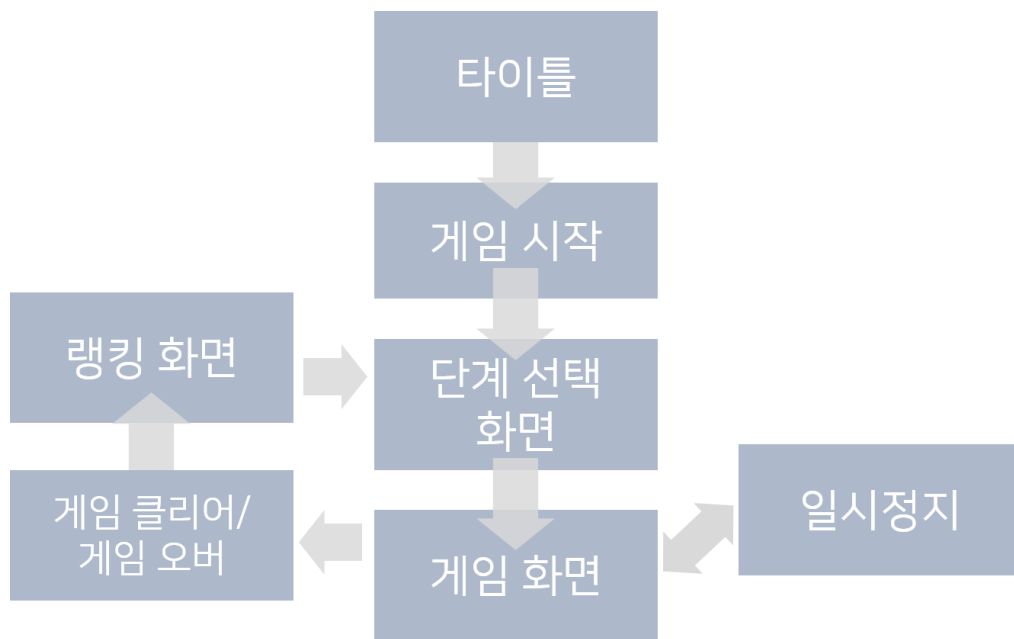 타이틀
게임 시작
랭킹 화면
단계 선택
화면
게임 클리어/
게임 오버
게임 화면
일시정지